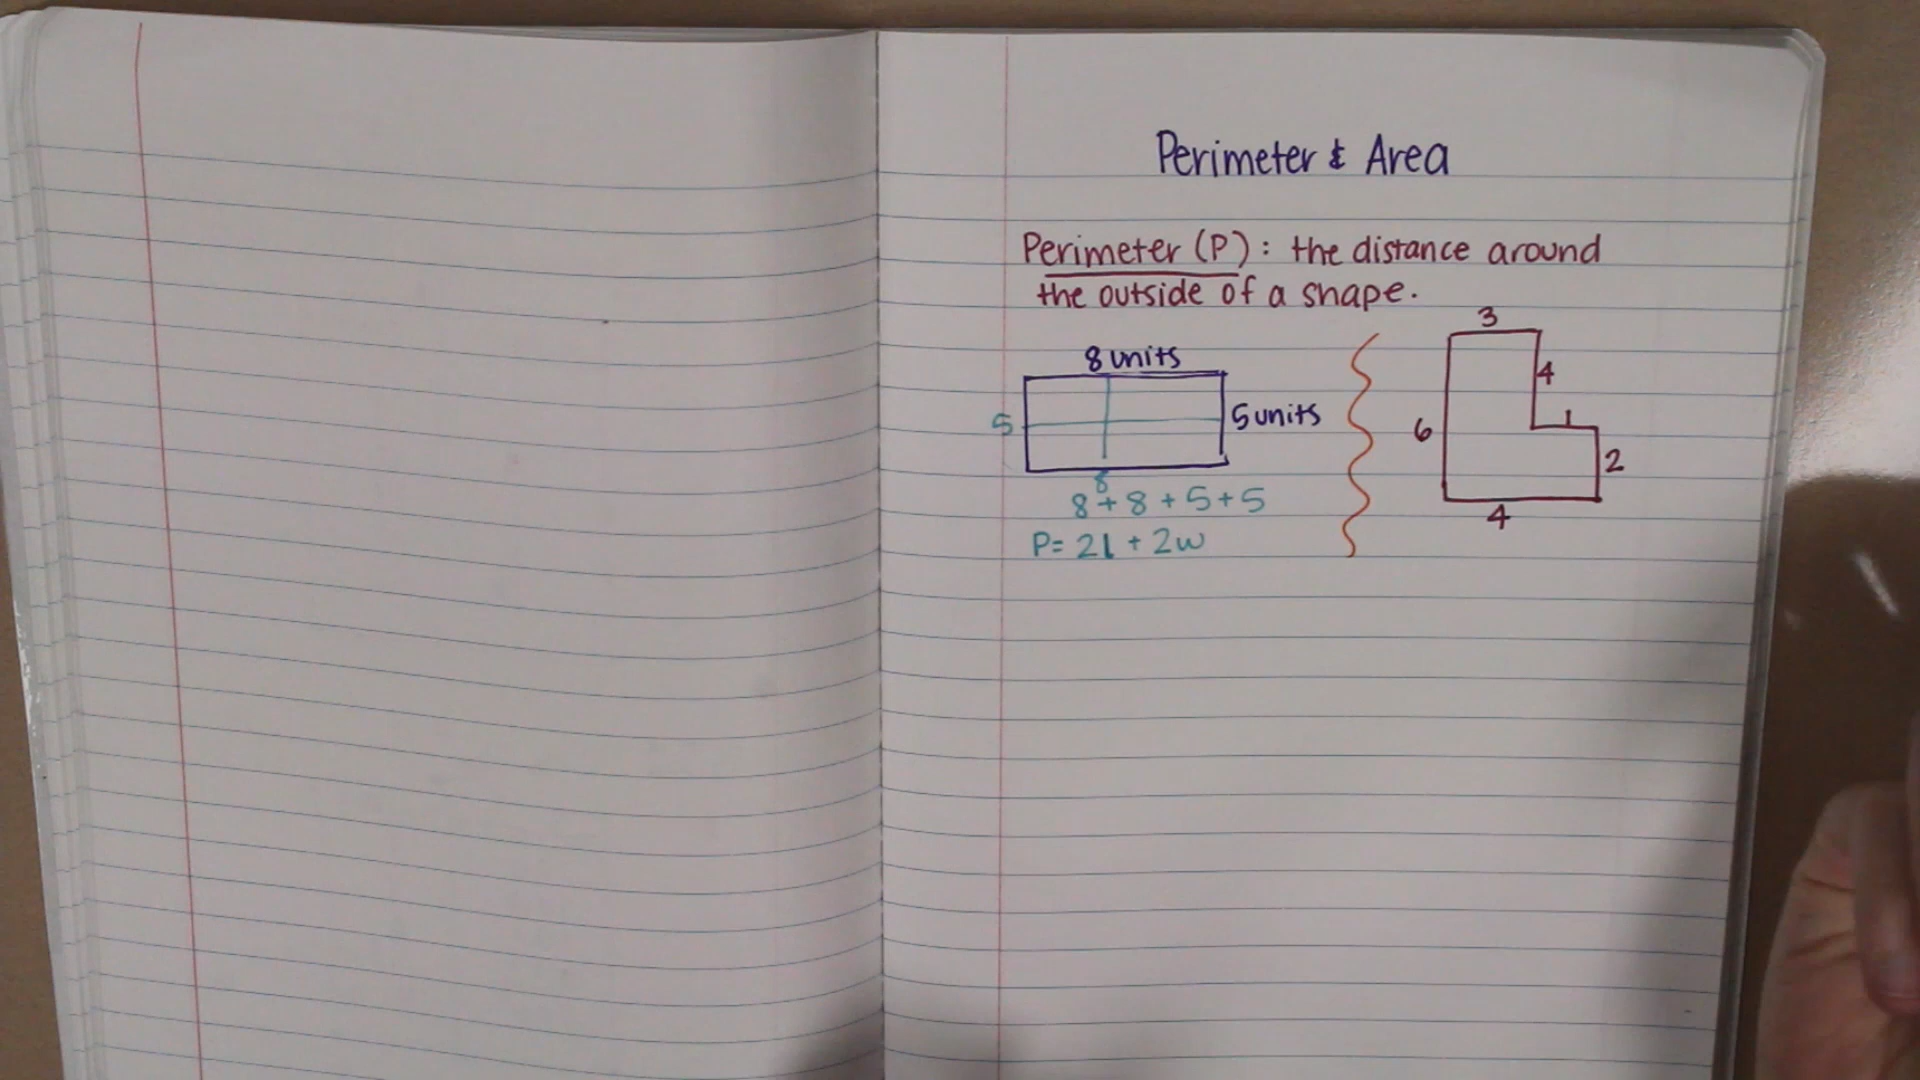 Perimeter & Area
Perimeter (P): the distance around
the outside of a shape.
8 units
5
5 units
8
8 + 8 + 5 + 5
P= 2l + 2w
3
4
1
6
2
4